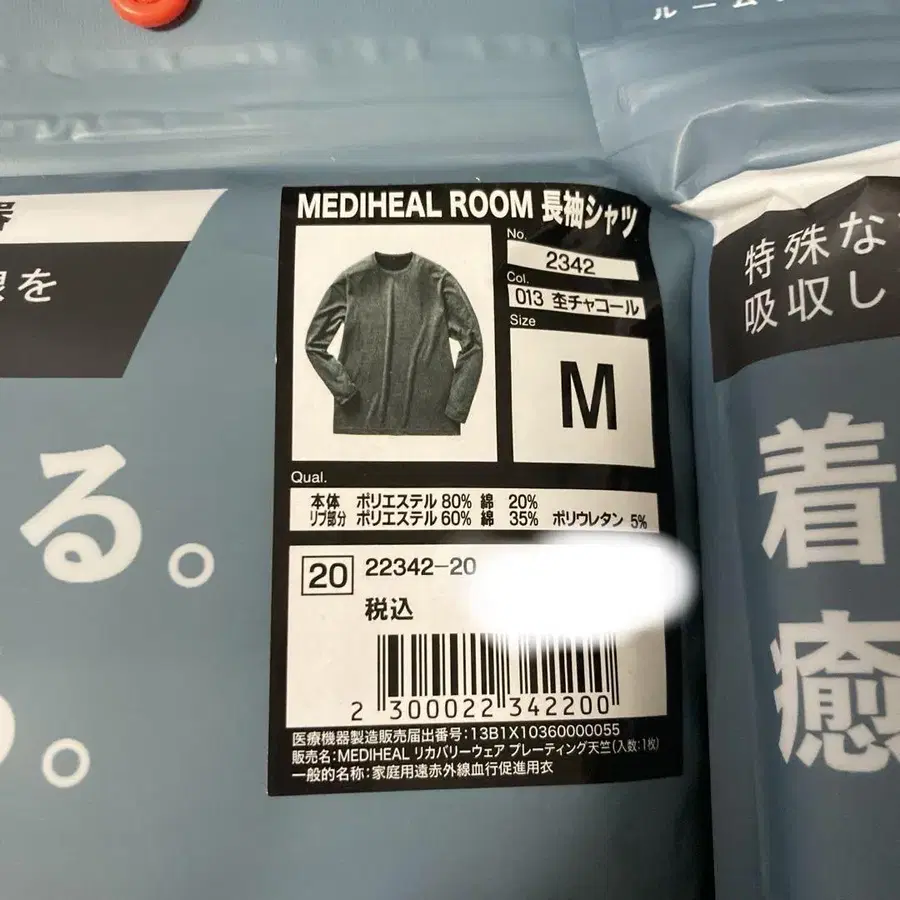 ルーム
器
線を
る。
る。
MEDIHEAL ROOM 長袖シャツ
No.
2342
Col.
013 杢チャコール
Size
M
Qual.
本体 ポリエステル 80% 綿 20%
リブ部分 ポリエステル 60% 綿 35% ポリウレタン 5%
20 22342-20
税込
2 300022 342200
医療機器製造販売届出番号:13B1X10360000055
販売名:MEDIHEAL リカバリーウェア プレーティング天竺(入数:1枚)
一般的名称:家庭用遠赤外線血行促進用衣
特殊な
吸収し
着
癒